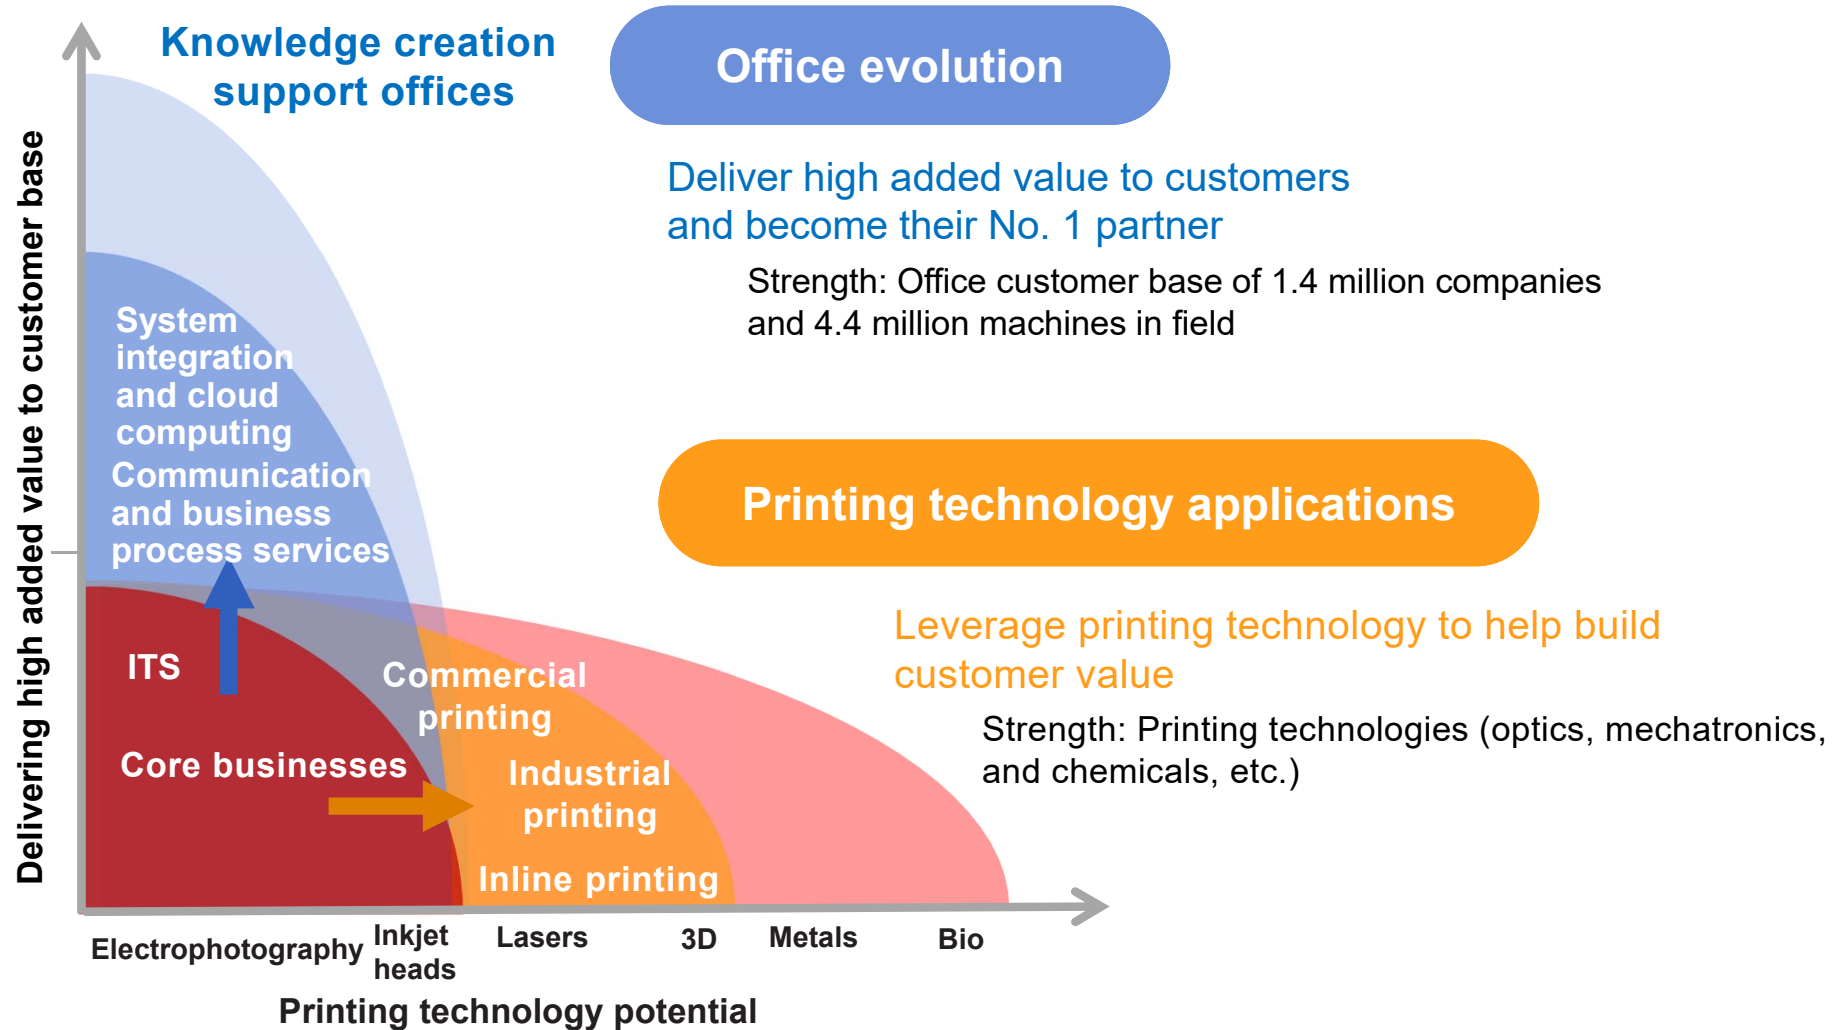 Knowledge creation
support offices
Office evolution
Deliver high added value to customers
and become their No. 1 partner
Strength: Office customer base of 1.4 million companies
and 4.4 million machines in field
Delivering high added value to customer base
System
integration
and cloud
computing
Communication
and business
process services
Printing technology applications
Leverage printing technology to help build
customer value
Strength: Printing technologies (optics, mechatronics,
and chemicals, etc.)
ITS
Core businesses
Commercial
printing
Industrial
printing
Inline printing
Electrophotography
Inkjet
heads
Lasers
3D
Metals
Bio
Printing technology potential